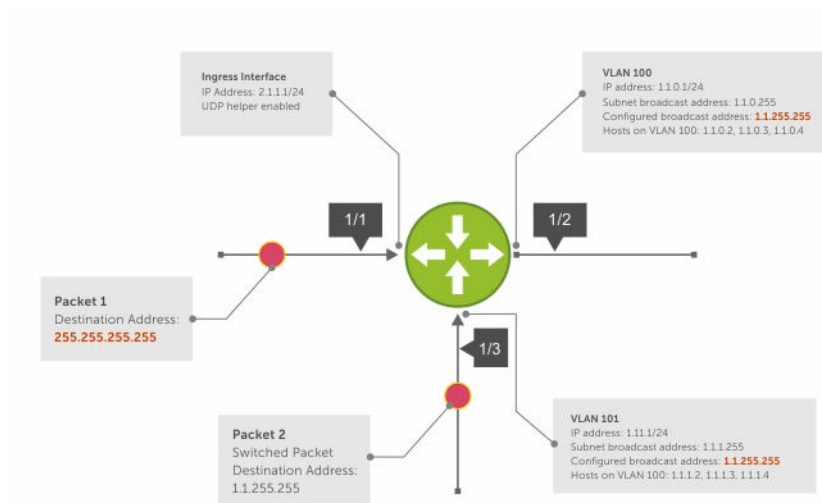 Ingress Interface
IP Address: 2.1.1.1/24
UDP helper enabled
VLAN 100
IP address: 1.1.0.1/24
Subnet broadcast address: 1.1.0.255
Configured broadcast address: 1.1.255.255
Hosts on VLAN 100: 1.1.0.2, 1.1.0.3, 1.1.0.4
1/1
1/2
Packet 1
Destination Address:
255.255.255.255
1/3
Packet 2
Switched Packet
Destination Address:
1.1.255.255
VLAN 101
IP address: 1.11.1/24
Subnet broadcast address: 1.1.1.255
Configured broadcast address: 1.1.255.255
Hosts on VLAN 100: 1.1.1.2, 1.1.1.3, 1.1.1.4